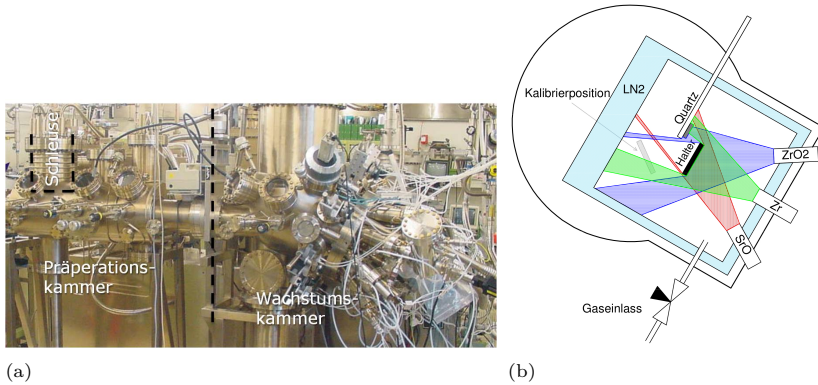 Schleuse
Präperations-
kammer
Wachstums-
kammer
(a)
(b)
LN2
Quartz
Kalibrierposition
Halter
ZrO2
Zr
SrO
Gaseinlass